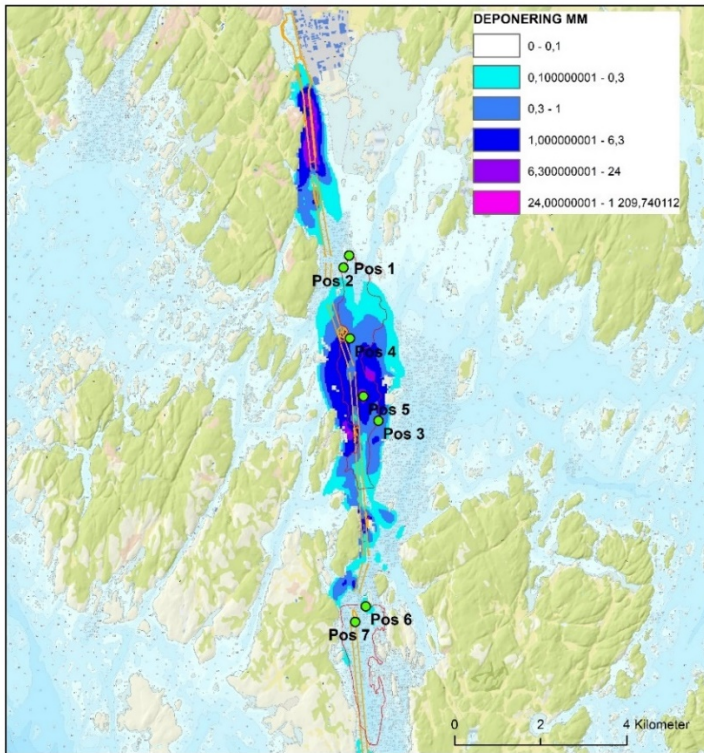 DEPONERING MM
0 - 0,1
0,100000001 - 0,3
0,3 - 1
1,000000001 - 6,3
6,300000001 - 24
24,00000001 - 1 209,740112
Pos 1
Pos 2
Pos 4
Pos 5
Pos 3
Pos 6
Pos 7
0 2 4 Kilometer